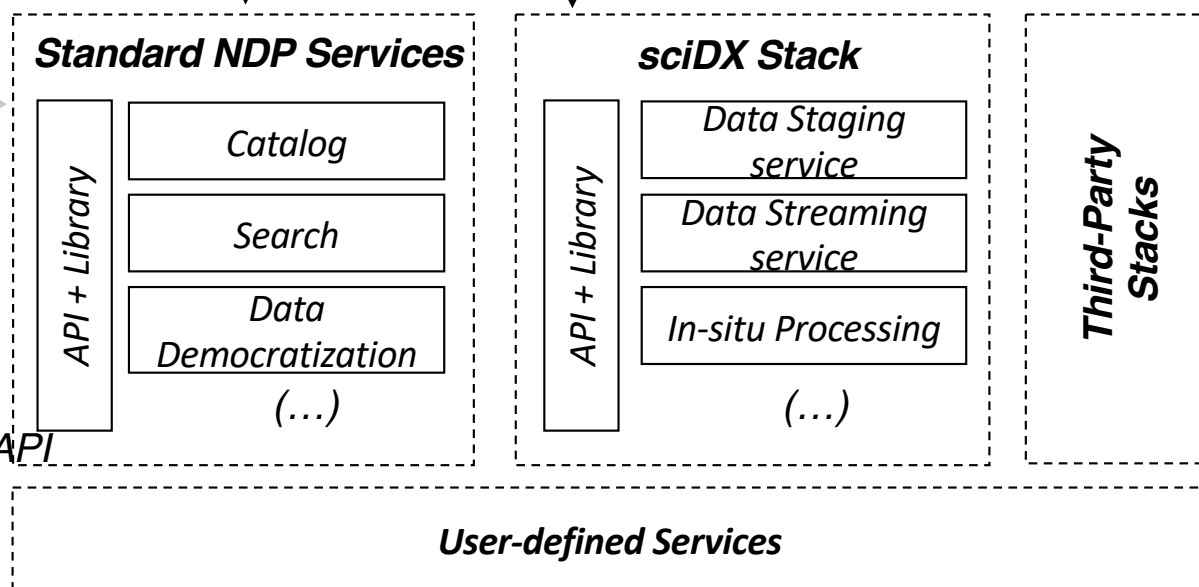 Standard NDP Services
API + Library
Catalog
Search
Data
Democratization
(...)
API
sciDX Stack
API + Library
Data Staging
service
Data Streaming
service
In-situ Processing
(...)
Third-Party
Stacks
User-defined Services